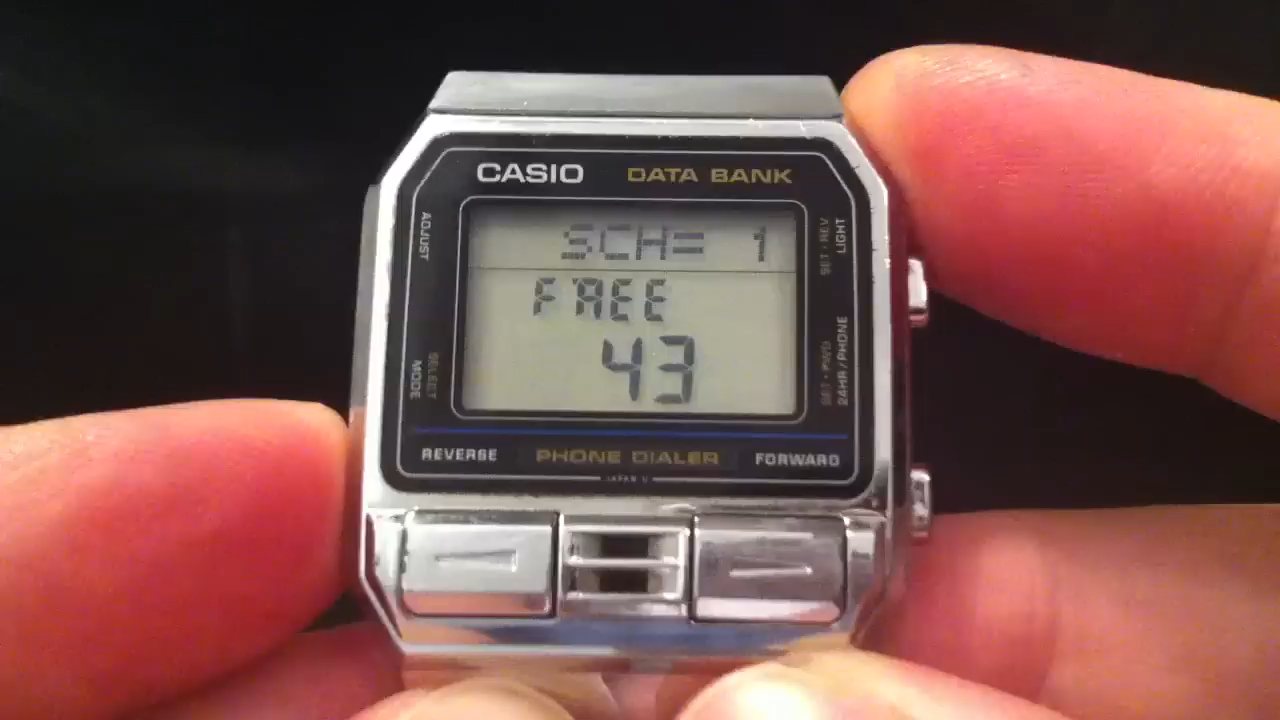 CASIO DATA BANK
ADJUST
SELECT
MODE
SCH= 1
FREE
43
SET·REV
LIGHT
SET·FWD
24HR/PHONE
REVERSE PHONE DIALER FORWARD